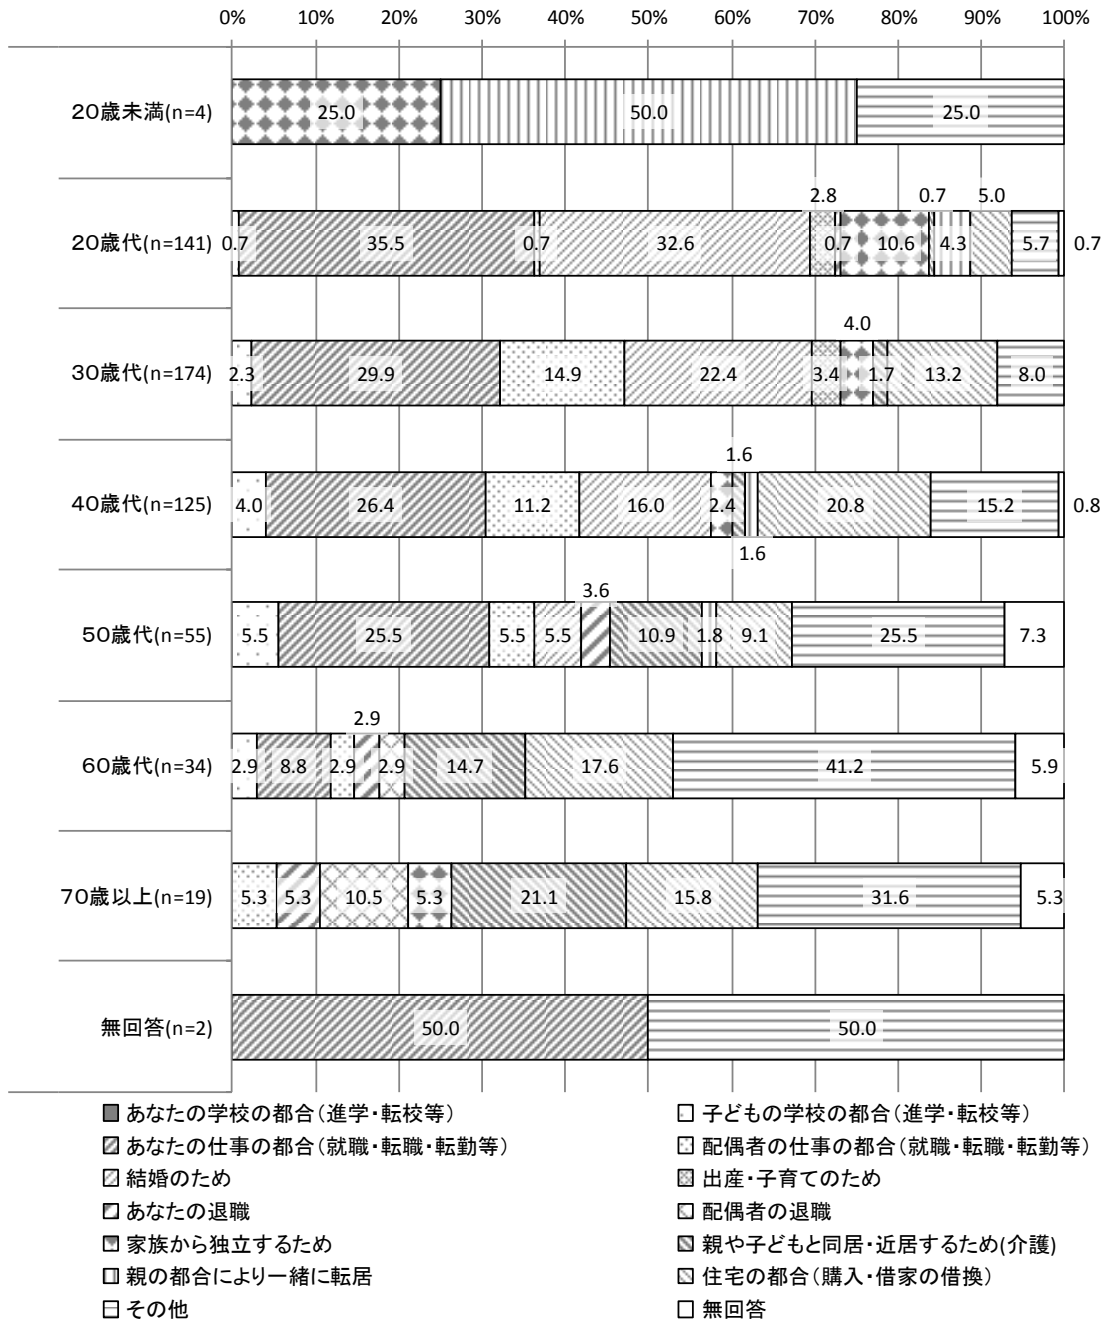 0% 10% 20% 30% 40% 50% 60% 70% 80% 90% 100%
20歳未満(n=4) 25.0 50.0 25.0
2.8 0.7 5.0
20歳代(n=141) 0.7 35.5 0.7 32.6 0.7 10.6 4.3 5.7 0.7
4.0
30歳代(n=174) 2.3 29.9 14.9 22.4 3.4 1.7 13.2 8.0
1.6
40歳代(n=125) 4.0 26.4 11.2 16.0 2.4 20.8 15.2 0.8
1.6
3.6
50歳代(n=55) 5.5 25.5 5.5 5.5 10.9 1.8 9.1 25.5 7.3
2.9
60歳代(n=34) 2.9 8.8 2.9 2.9 14.7 17.6 41.2 5.9
70歳以上(n=19) 5.3 5.3 10.5 5.3 21.1 15.8 31.6 5.3
無回答(n=2) 50.0 50.0
あなたの学校の都合(進学・転校等) 子どもの学校の都合(進学・転校等)
あなたの仕事の都合(就職・転職・転勤等) 配偶者の仕事の都合(就職・転職・転勤等)
結婚のため 出産・子育てのため
あなたの退職 配偶者の退職
家族から独立するため 親や子どもと同居・近居するため(介護)
親の都合により一緒に転居 住宅の都合(購入・借家の借換)
その他 無回答